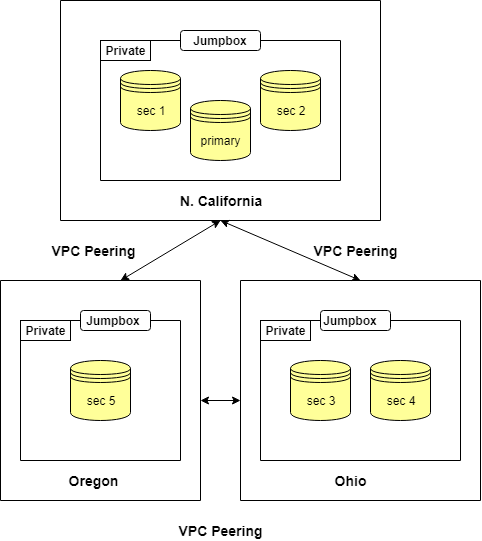 Jumpbox
Private
sec 1
sec 2
primary
N. California
VPC Peering
VPC Peering
Jumpbox
Private
sec 5
Oregon
Jumpbox
Private
sec 3
sec 4
Ohio
VPC Peering